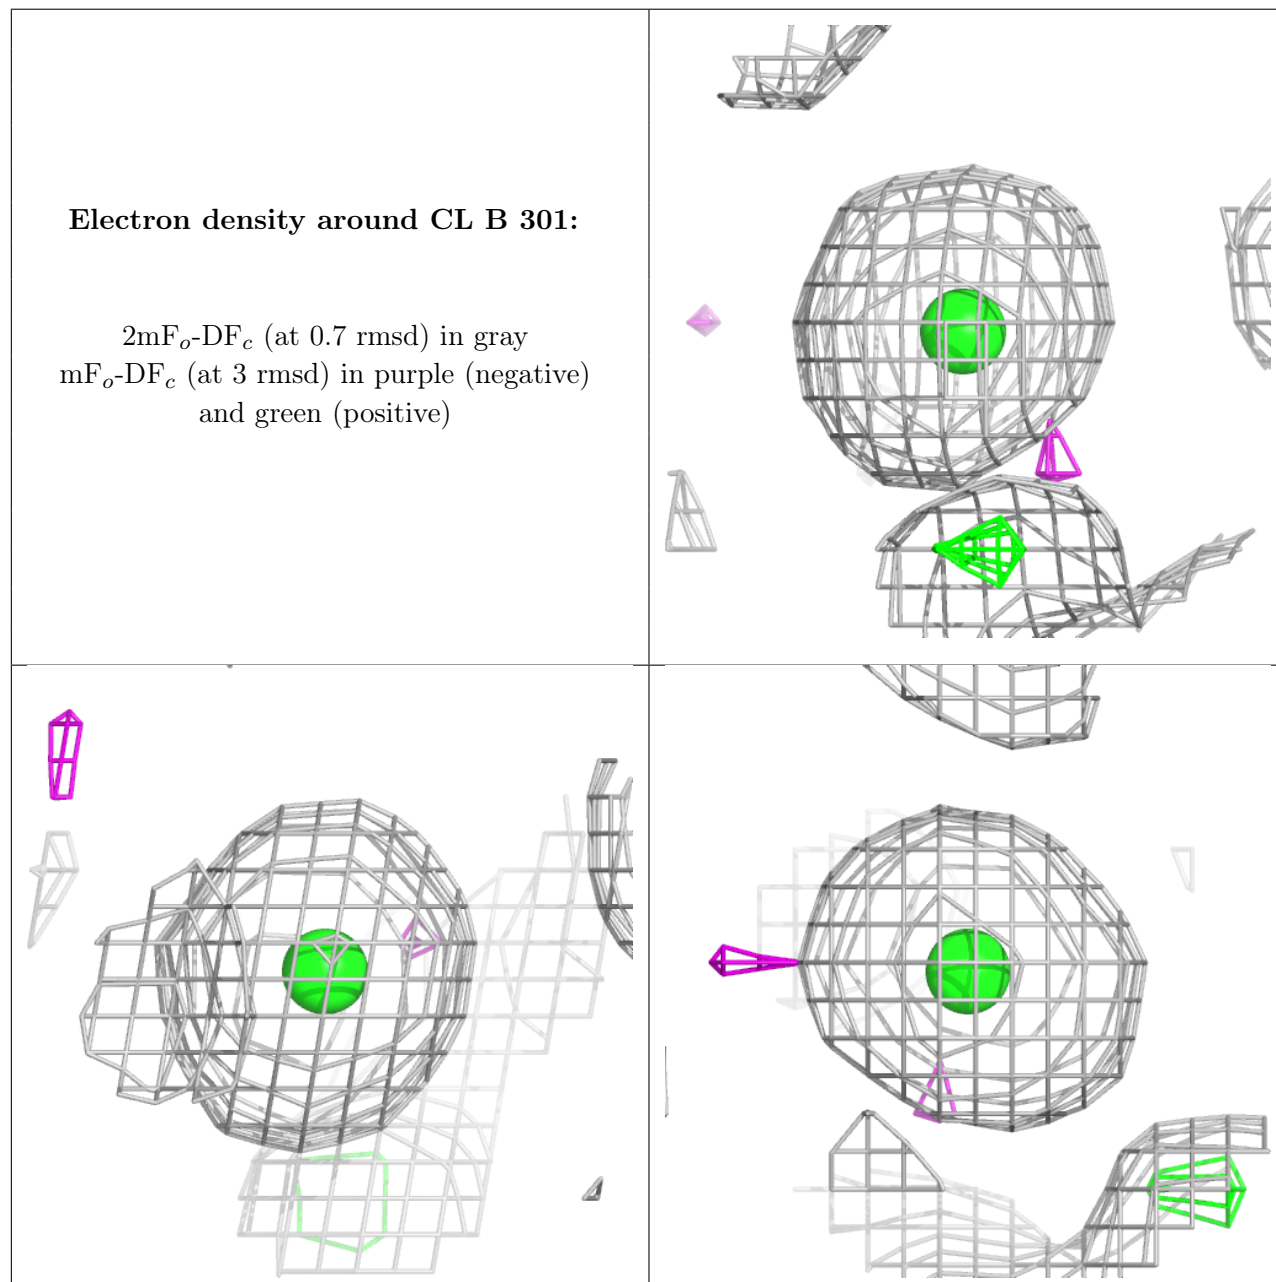 Electron density around CL B 301:
2mFo-DFc (at 0.7 rmsd) in gray
mFo-DFc (at 3 rmsd) in purple (negative)
and green (positive)